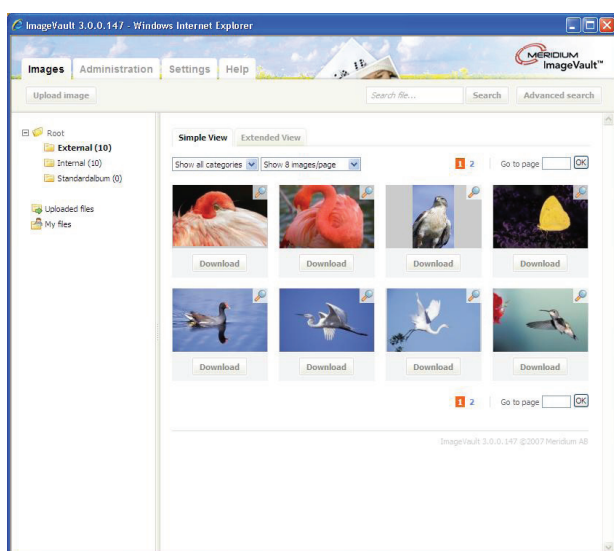 ImageVault 3.0.0.147 - Windows Internet Explorer
MERIDIUM
ImageVault™
Images Administration Settings Help
Upload image Search file... Search Advanced search
Root
External (10)
Internal (10)
Standardalbum (0)
Uploaded files
My files
Simple View Extended View
Show all categories Show 8 images/page 1 2 Go to page OK
Download Download Download Download
Download Download Download Download
1 2 Go to page OK
ImageVault 3.0.0.147 ©2007 Meridium AB